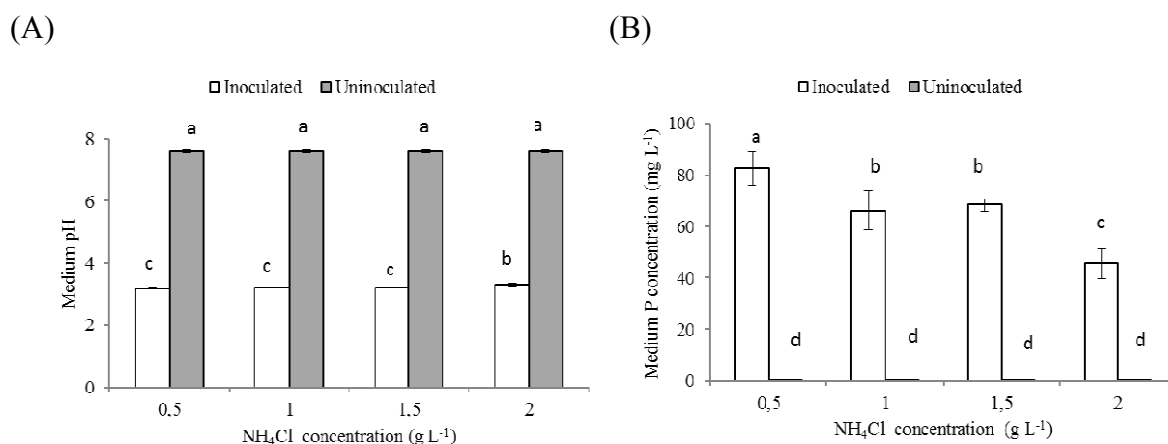 (A)
(B)
Inoculated Uninoculated
a a a a
8
6
4
2
0
c c c b
Medium pH
0,5 1 1,5 2
NH₄Cl concentration (g L⁻¹)
Inoculated Uninoculated
100
80
60
40
20
0
a
b b
c
d d d d
Medium P concentration (mg L⁻¹)
0,5 1 1,5 2
NH₄Cl concentration (g L⁻¹)